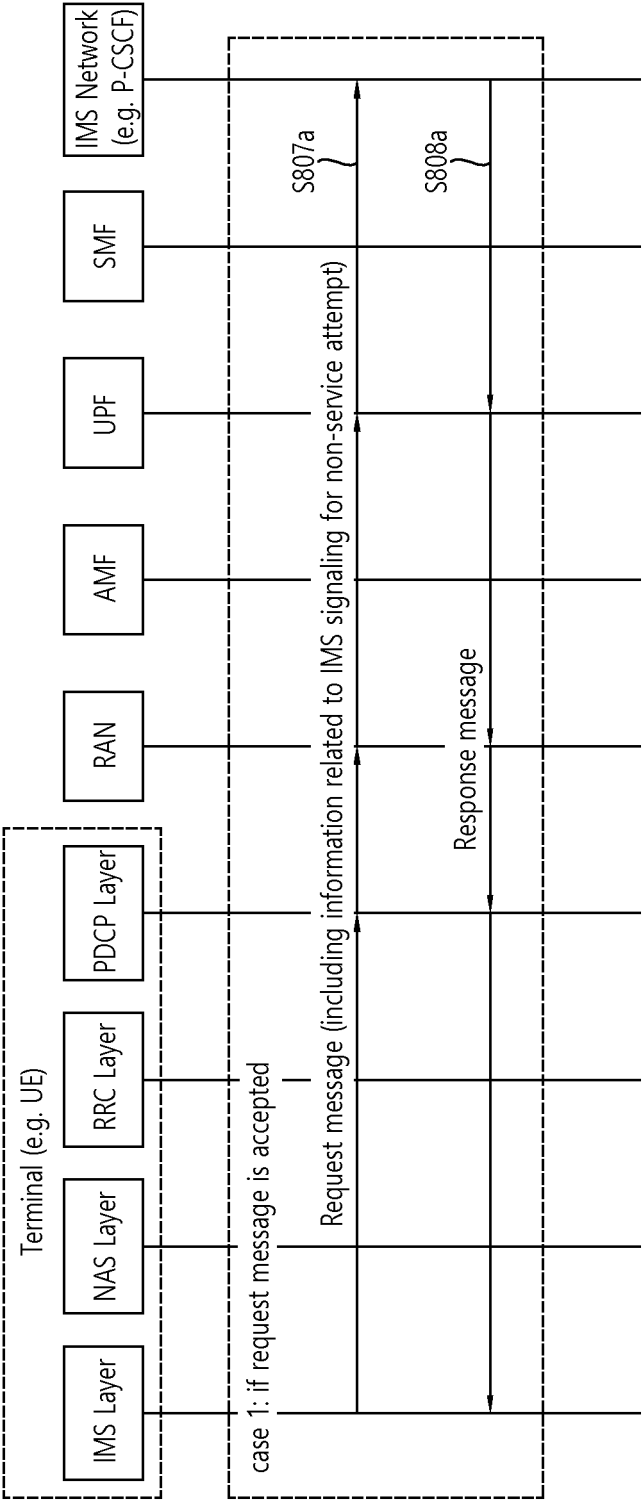 Terminal (e.g. UE)
IMS Layer
NAS Layer
RRC Layer
PDCP Layer
RAN
AMF
UPF
SMF
IMS Network
(e.g. P-CSCF)
case 1: if request message is accepted
S807a
Request message (including information related to IMS signaling for non-service attempt)
S808a
Response message